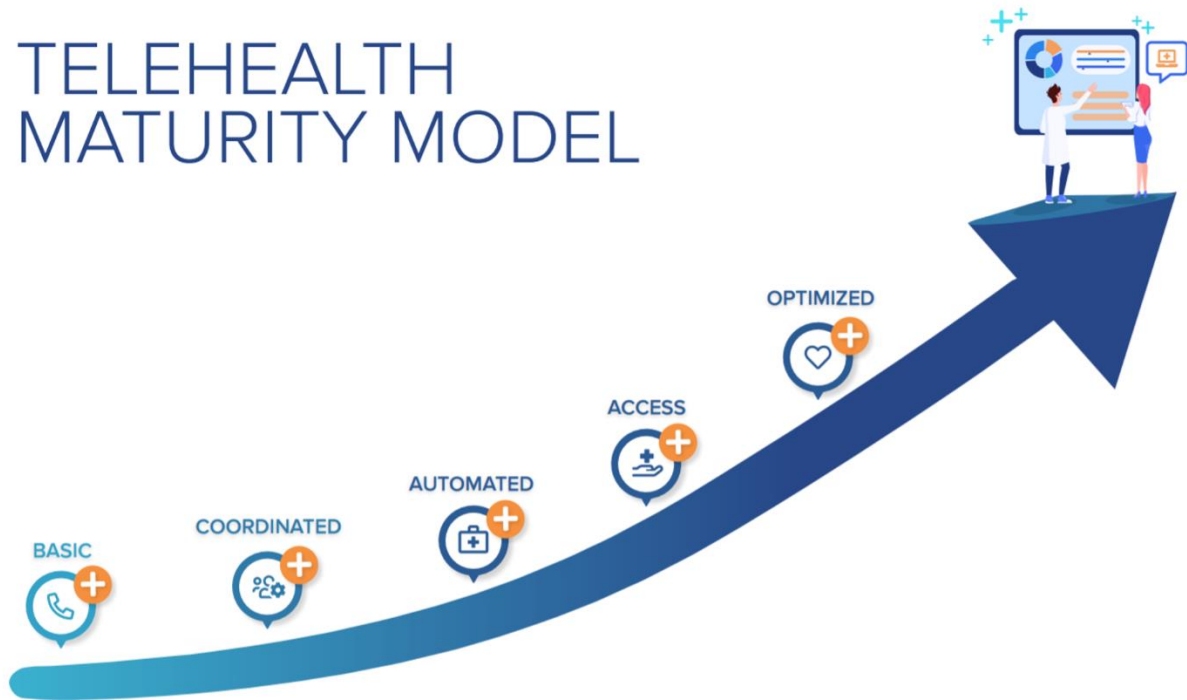 TELEHEALTH
MATURITY MODEL
OPTIMIZED
ACCESS
AUTOMATED
COORDINATED
BASIC